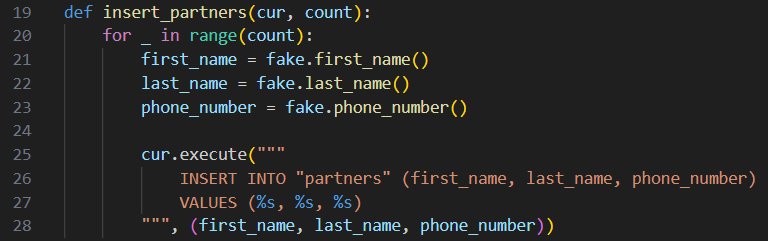 19 def insert_partners(cur, count):
20     for _ in range(count):
21         first_name = fake.first_name()
22         last_name = fake.last_name()
23         phone_number = fake.phone_number()
24
25         cur.execute("""
26             INSERT INTO "partners" (first_name, last_name, phone_number)
27             VALUES (%s, %s, %s)
28         """, (first_name, last_name, phone_number))